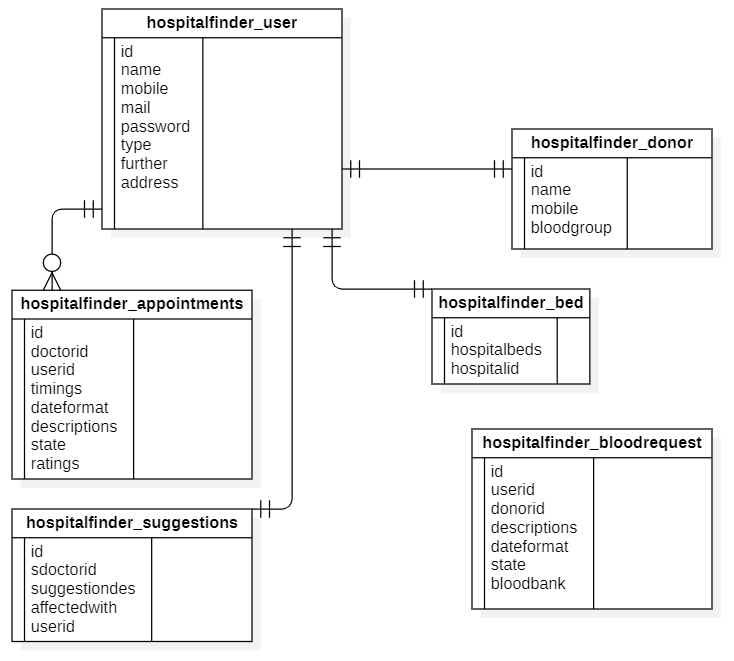 hospitalfinder_user
id
name
mobile
mail
password
type
further
address
hospitalfinder_donor
id
name
mobile
bloodgroup
hospitalfinder_appointments
id
doctorid
userid
timings
dateformat
descriptions
state
ratings
hospitalfinder_bed
id
hospitalbeds
hospitalid
hospitalfinder_bloodrequest
id
userid
donorid
descriptions
dateformat
state
bloodbank
hospitalfinder_suggestions
id
sdoctorid
suggestiondes
affectedwith
userid